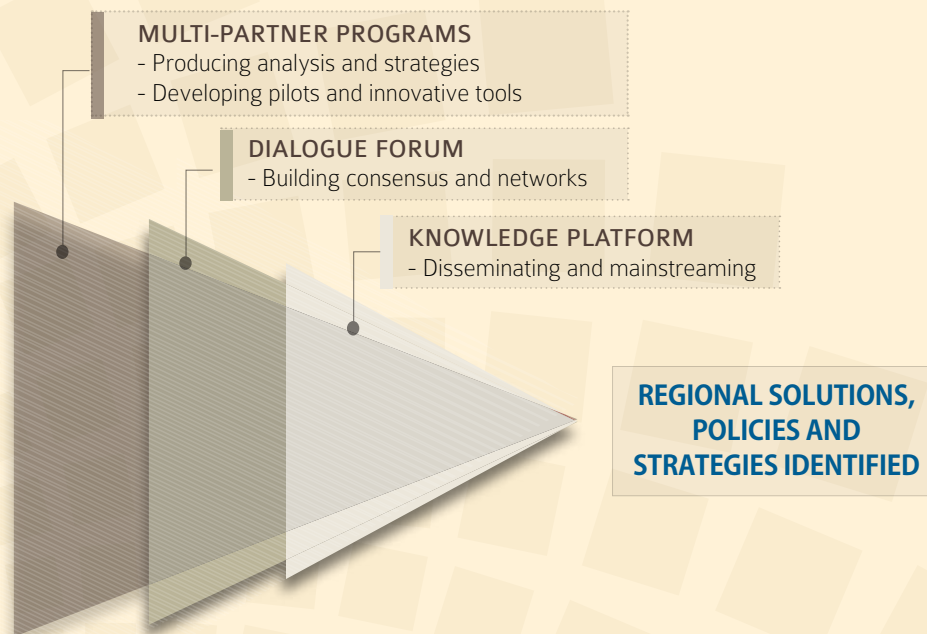 MULTI-PARTNER PROGRAMS
- Producing analysis and strategies
- Developing pilots and innovative tools
DIALOGUE FORUM
- Building consensus and networks
KNOWLEDGE PLATFORM
- Disseminating and mainstreaming
REGIONAL SOLUTIONS,
POLICIES AND
STRATEGIES IDENTIFIED